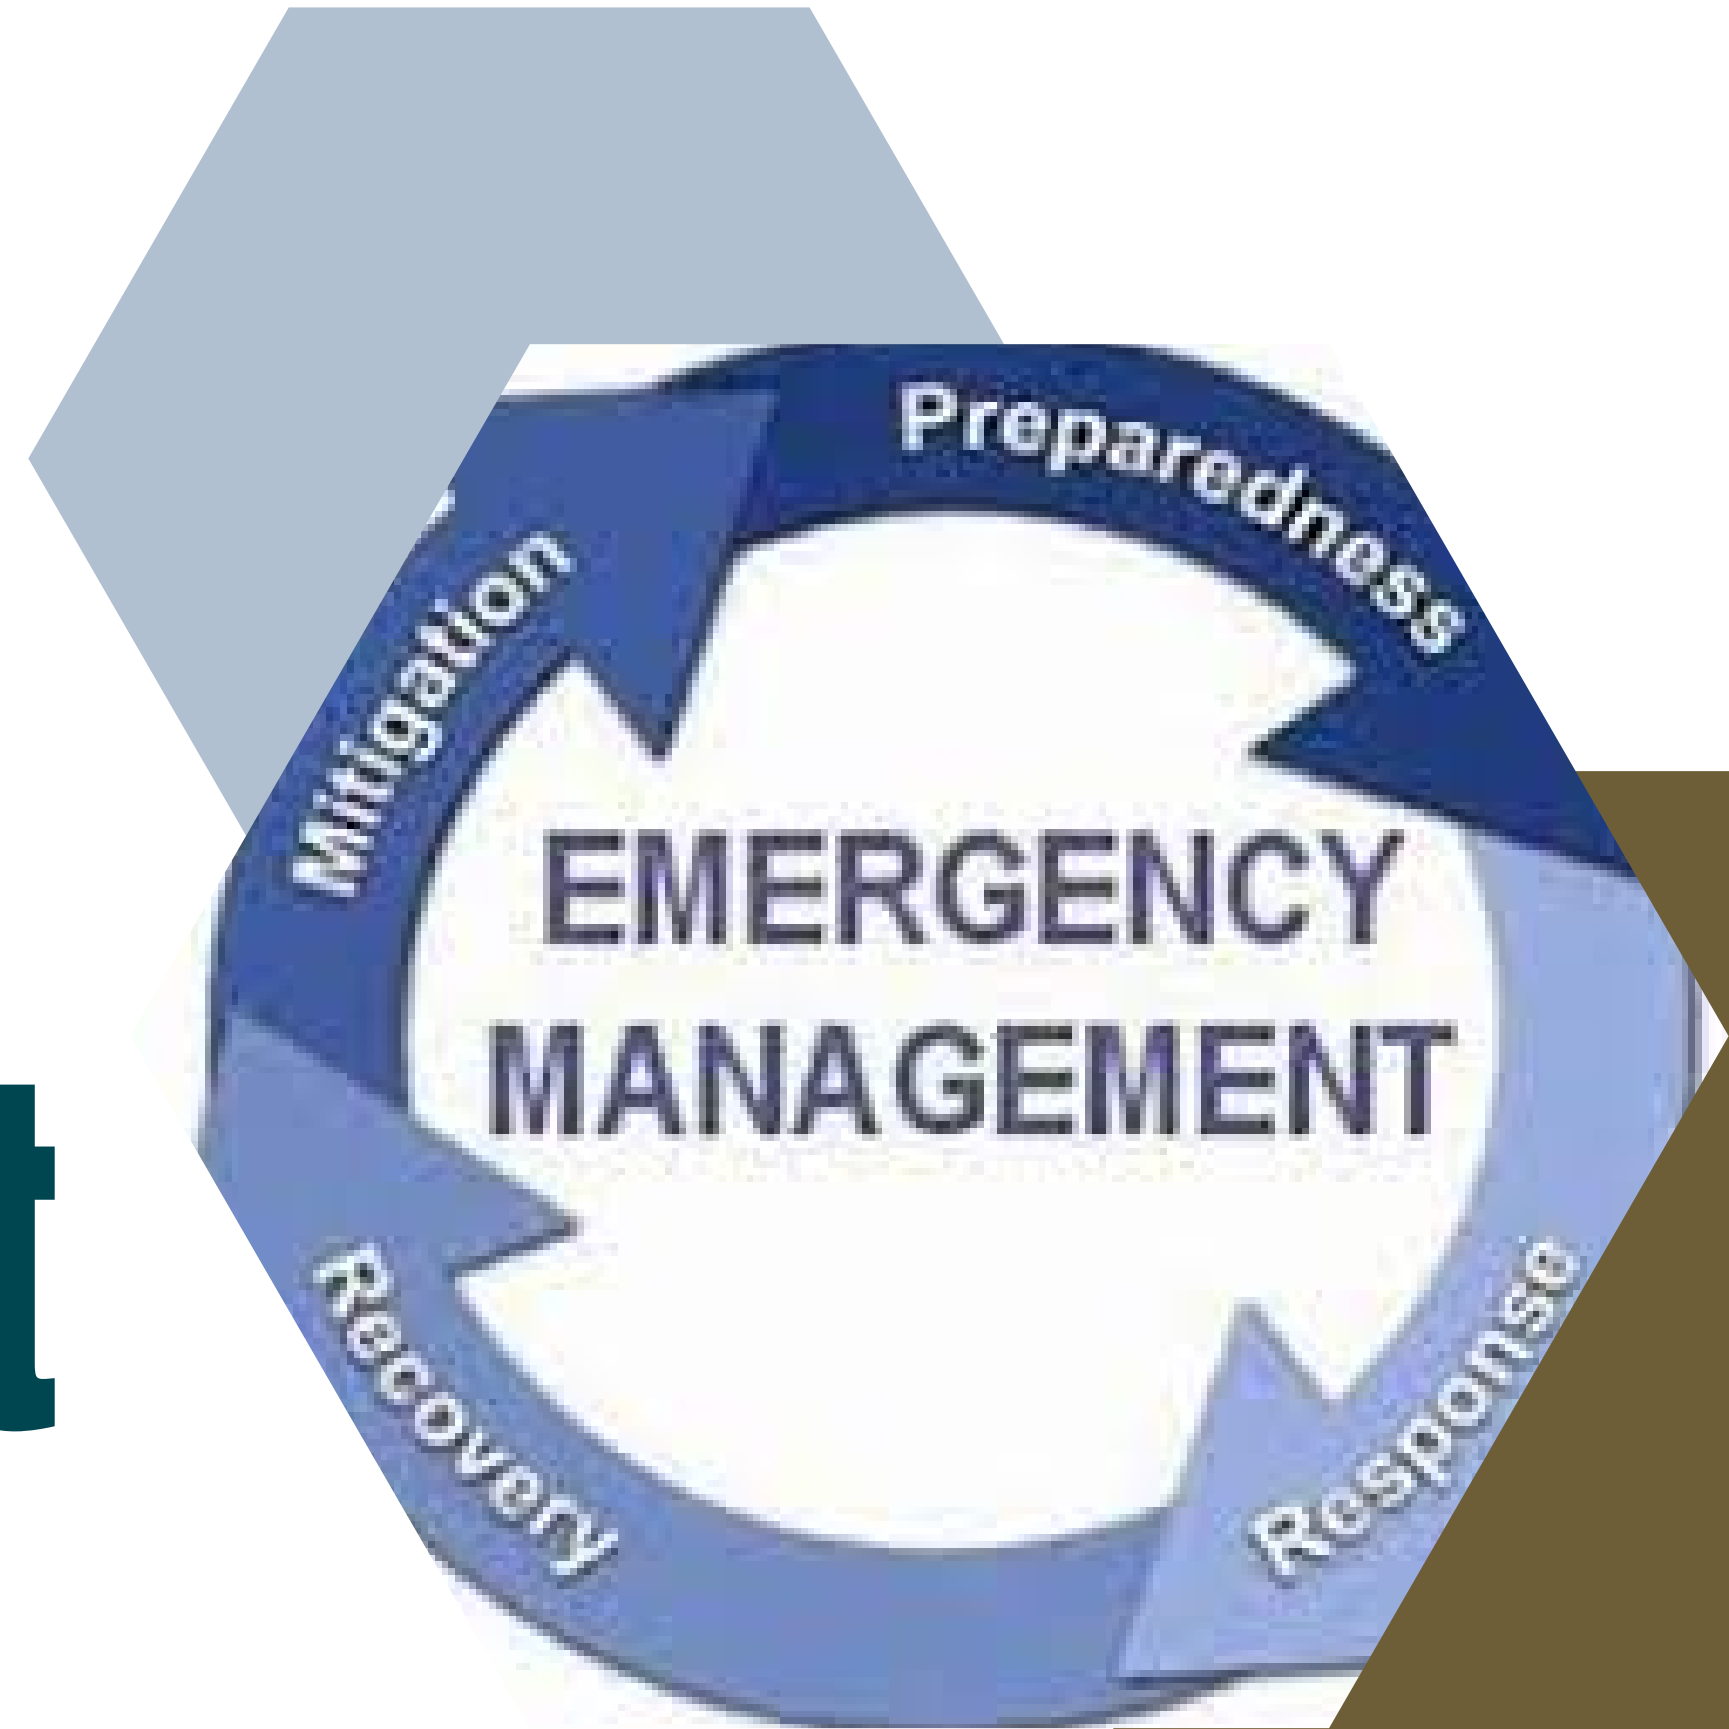 Preparedness
Mitigation
EMERGENCY
MANAGEMENT
Response
Recovery
t